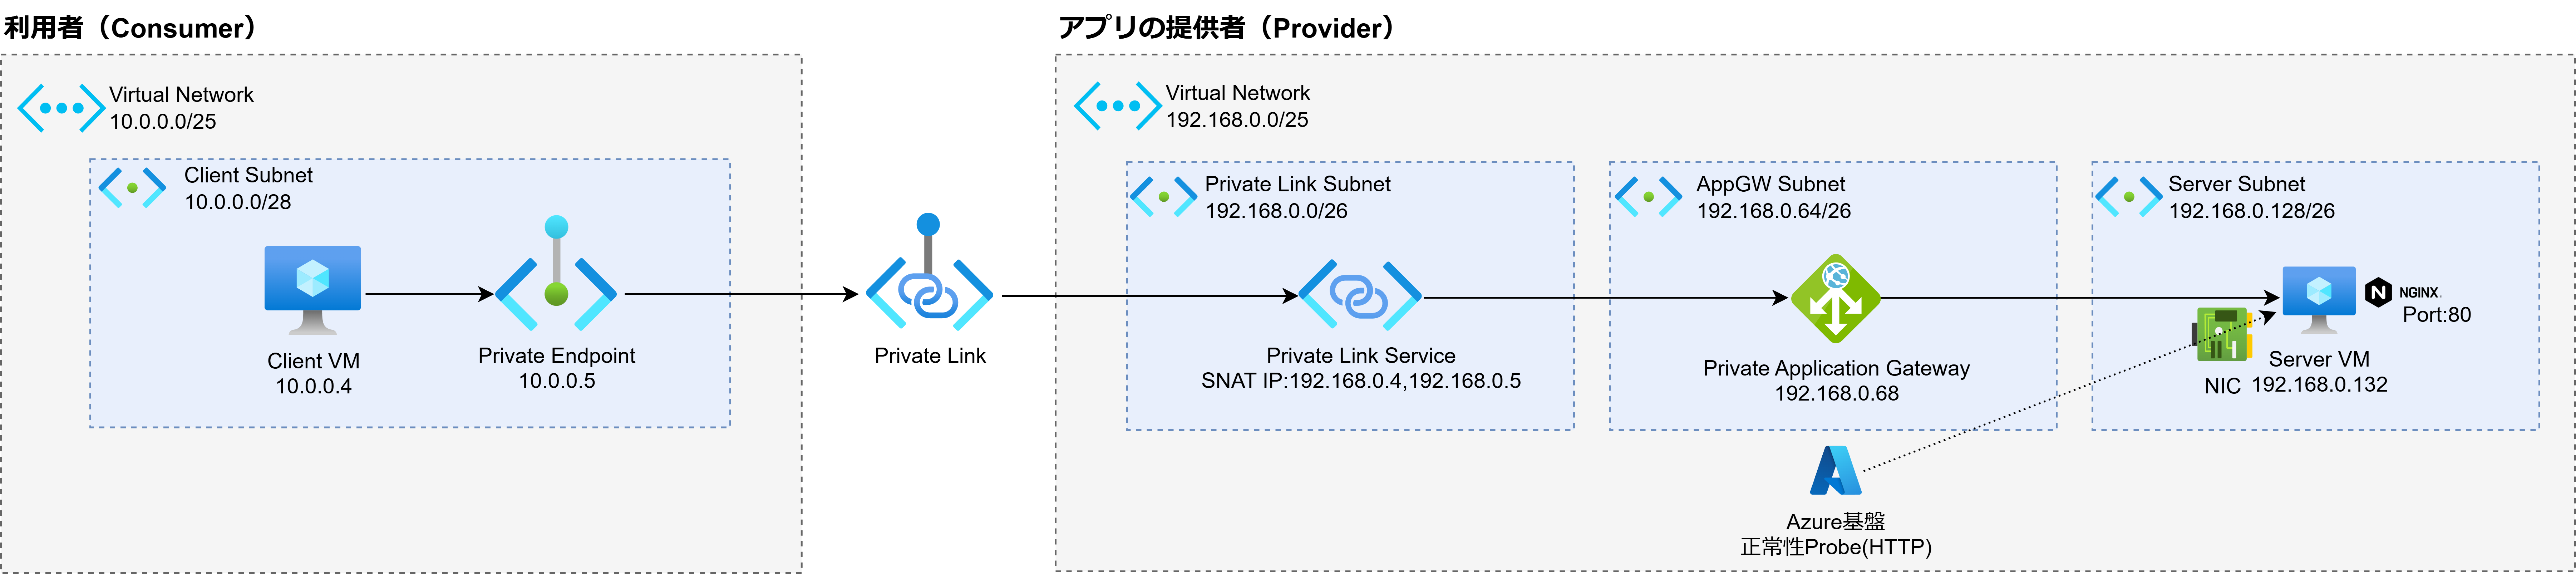 利用者（Consumer）
Virtual Network
10.0.0.0/25
Client Subnet
10.0.0.0/28
Client VM
10.0.0.4
Private Endpoint
10.0.0.5
Private Link
アプリの提供者（Provider）
Virtual Network
192.168.0.0/25
Private Link Subnet
192.168.0.0/26
Private Link Service
SNAT IP:192.168.0.4,192.168.0.5
AppGW Subnet
192.168.0.64/26
Private Application Gateway
192.168.0.68
Server Subnet
192.168.0.128/26
N NGINX
Port:80
NIC
Server VM
192.168.0.132
Azure基盤
正常性Probe(HTTP)